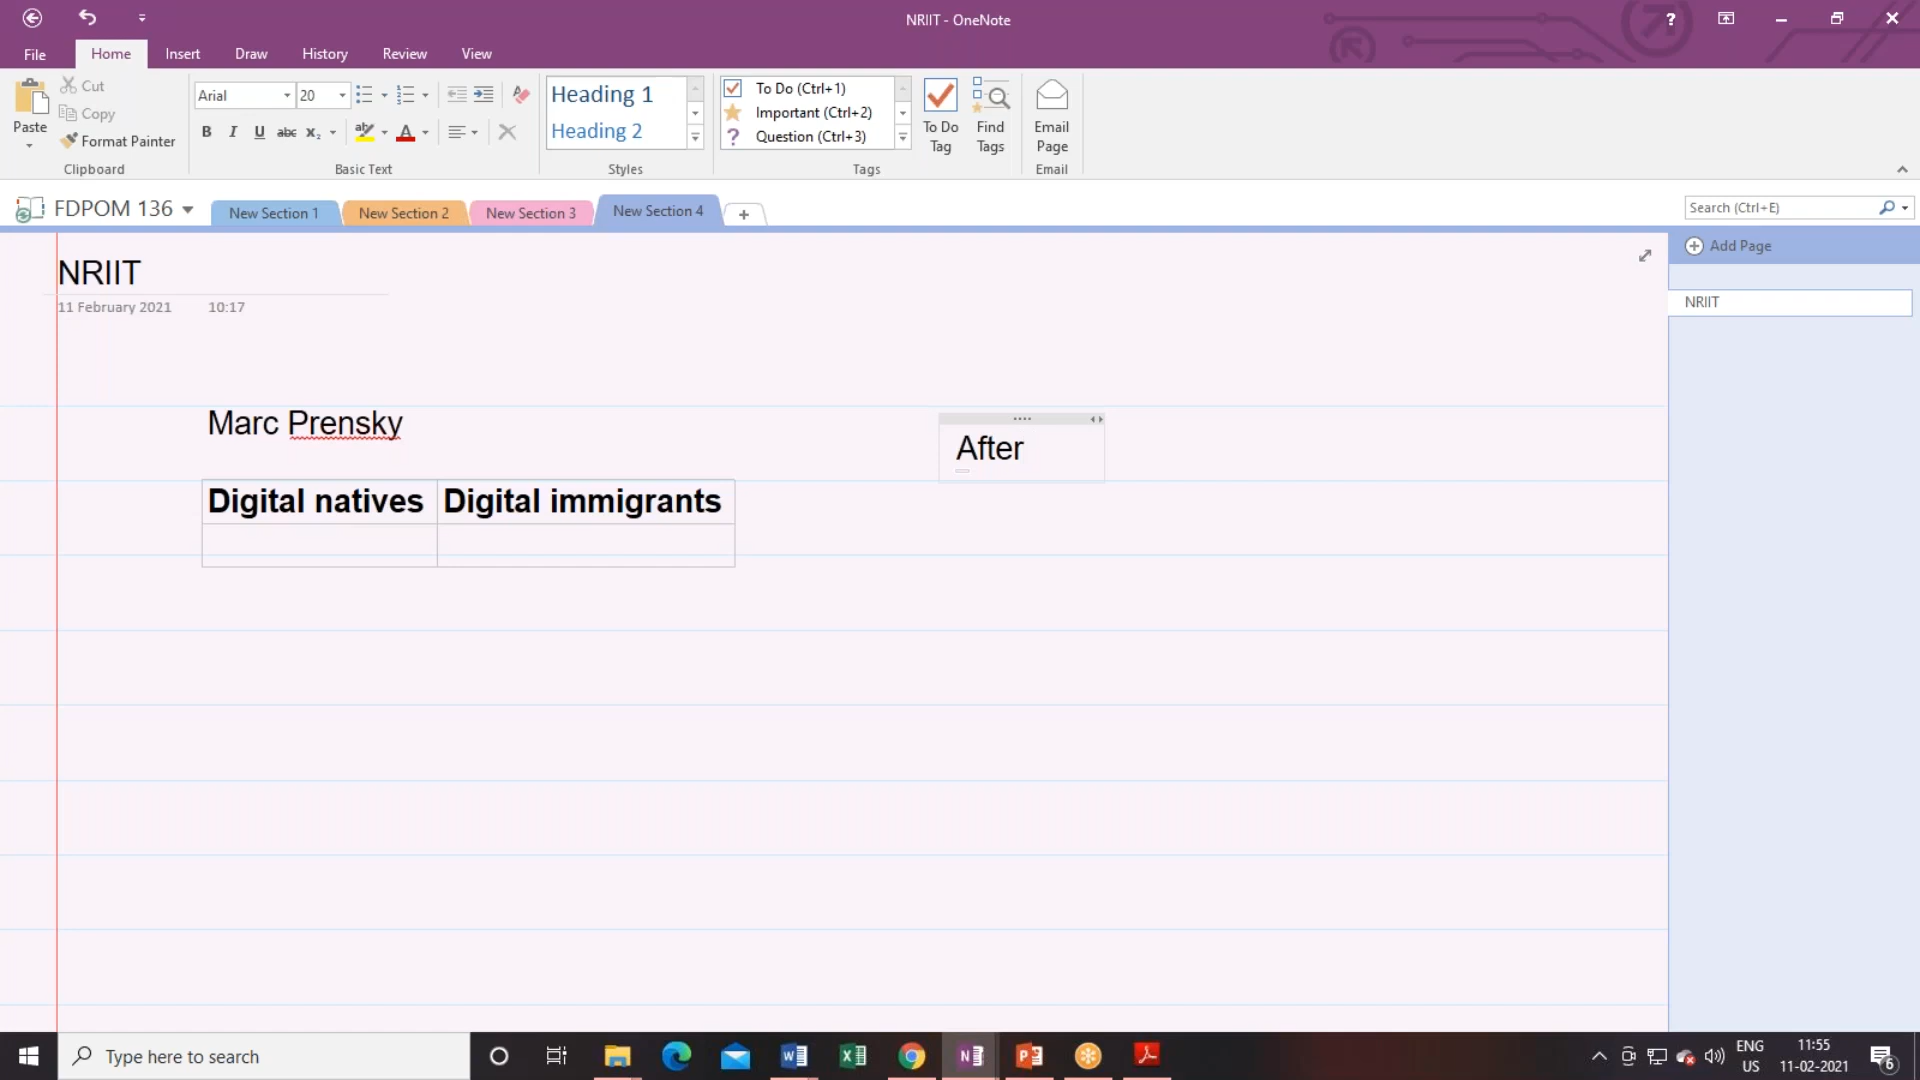 NRIIT - OneNote
?
File Home Insert Draw History Review View
Paste
Cut
Copy
Format Painter
Clipboard
Arial 20
B I U abc x₂ A
Basic Text
Heading 1
Heading 2
Styles
To Do (Ctrl+1)
Important (Ctrl+2)
? Question (Ctrl+3)
To Do
Tag
Find
Tags
Tags
Email
Page
Email
FDPOM 136 New Section 1 New Section 2 New Section 3 New Section 4 +
Search (Ctrl+E)
Add Page
NRIIT
NRIIT
11 February 2021 10:17
Marc Prensky
After
Digital natives Digital immigrants
Type here to search
ENG
US
11:55
11-02-2021
6